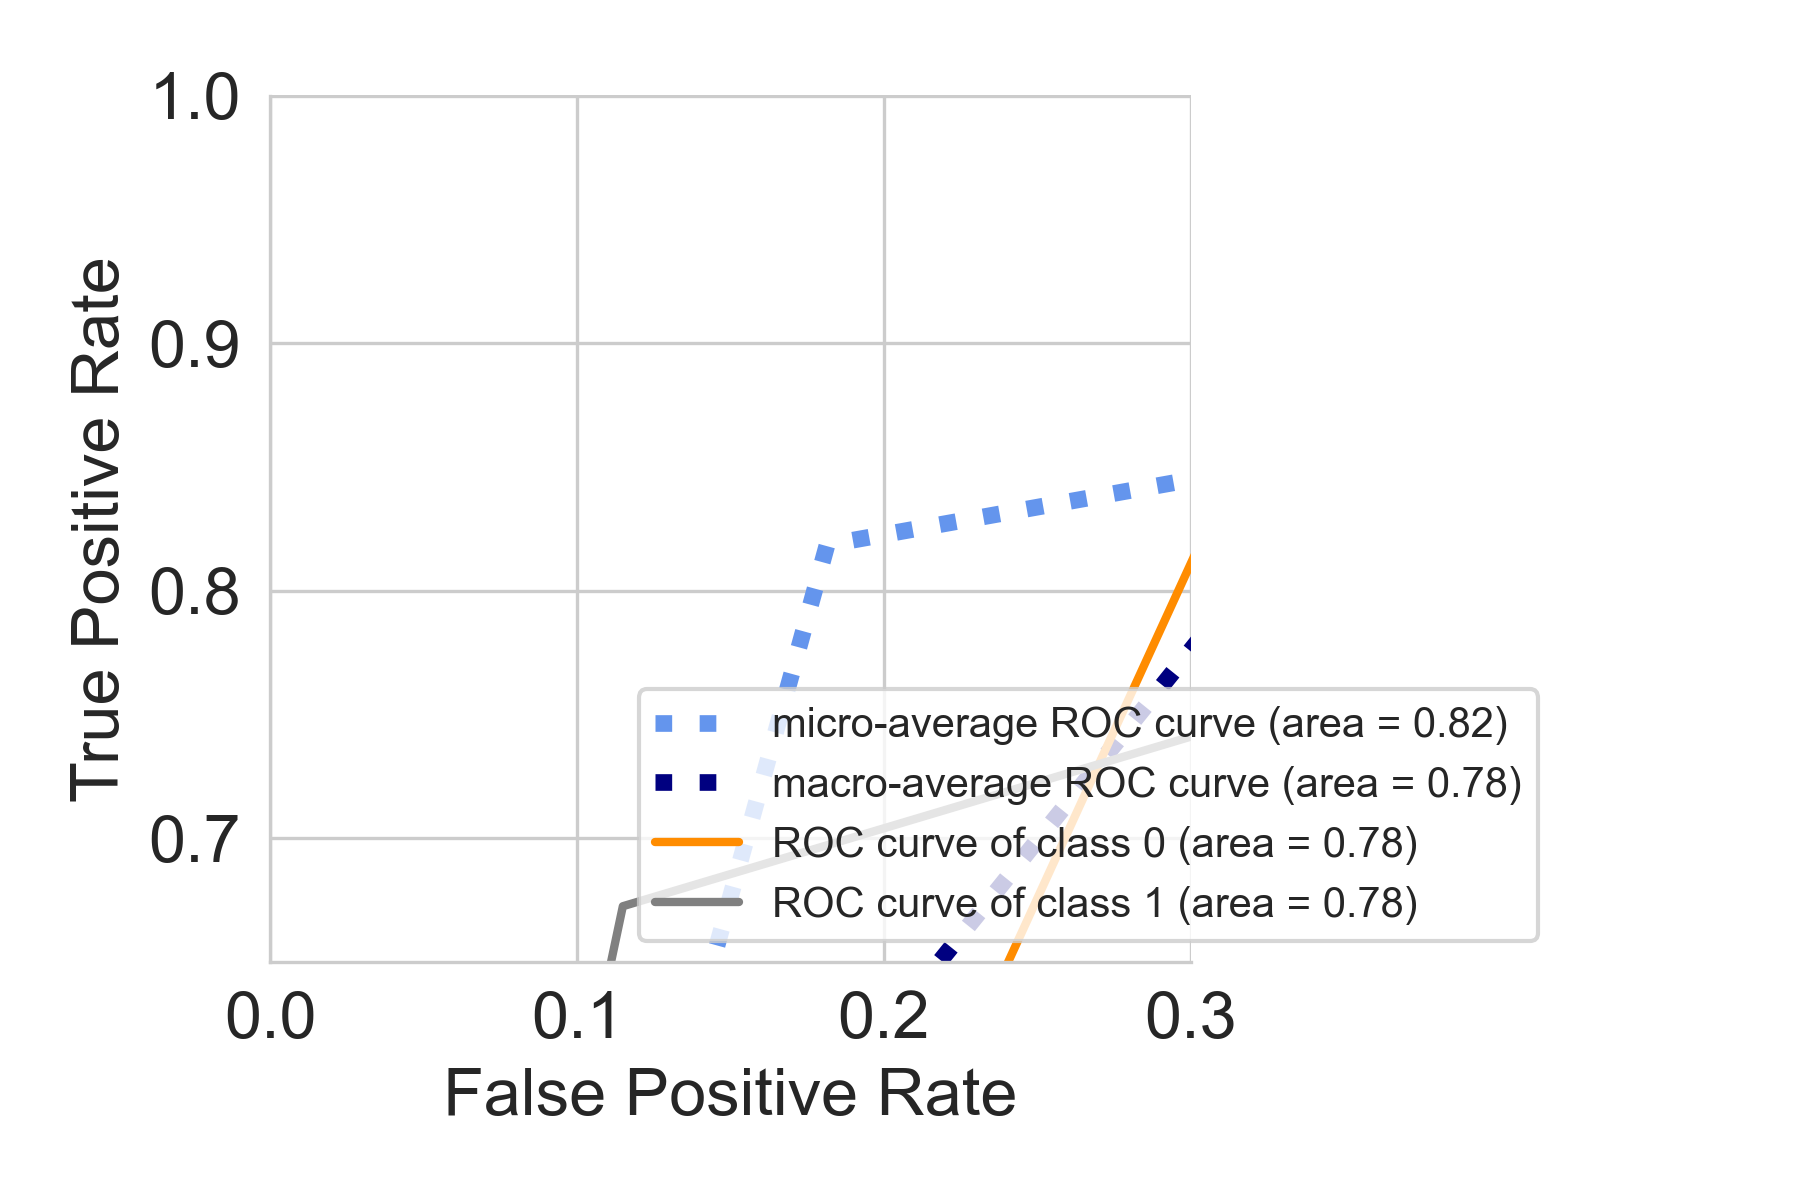 1.0
0.9
0.8
0.7
True Positive Rate
micro-average ROC curve (area = 0.82)
macro-average ROC curve (area = 0.78)
ROC curve of class 0 (area = 0.78)
ROC curve of class 1 (area = 0.78)
0.0 0.1 0.2 0.3
False Positive Rate